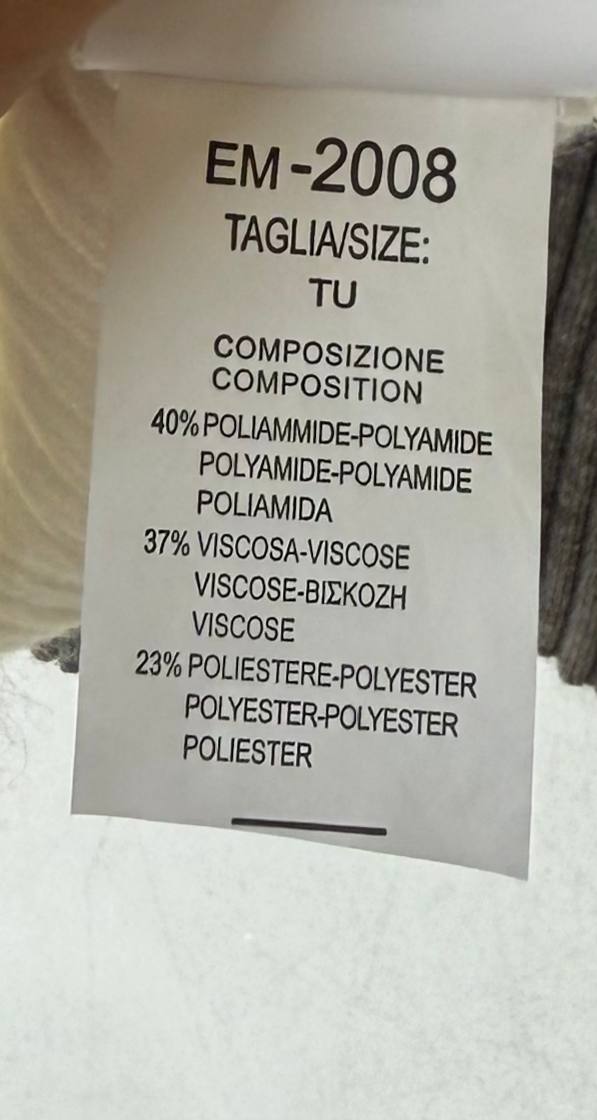 EM-2008
TAGLIA/SIZE:
TU
COMPOSIZIONE
COMPOSITION
40% POLIAMMIDE-POLYAMIDE
POLYAMIDE-POLYAMIDE
POLIAMIDA
37% VISCOSA-VISCOSE
VISCOSE-ΒΙΣΚΟΖΗ
VISCOSE
23% POLIESTERE-POLYESTER
POLYESTER-POLYESTER
POLIESTER